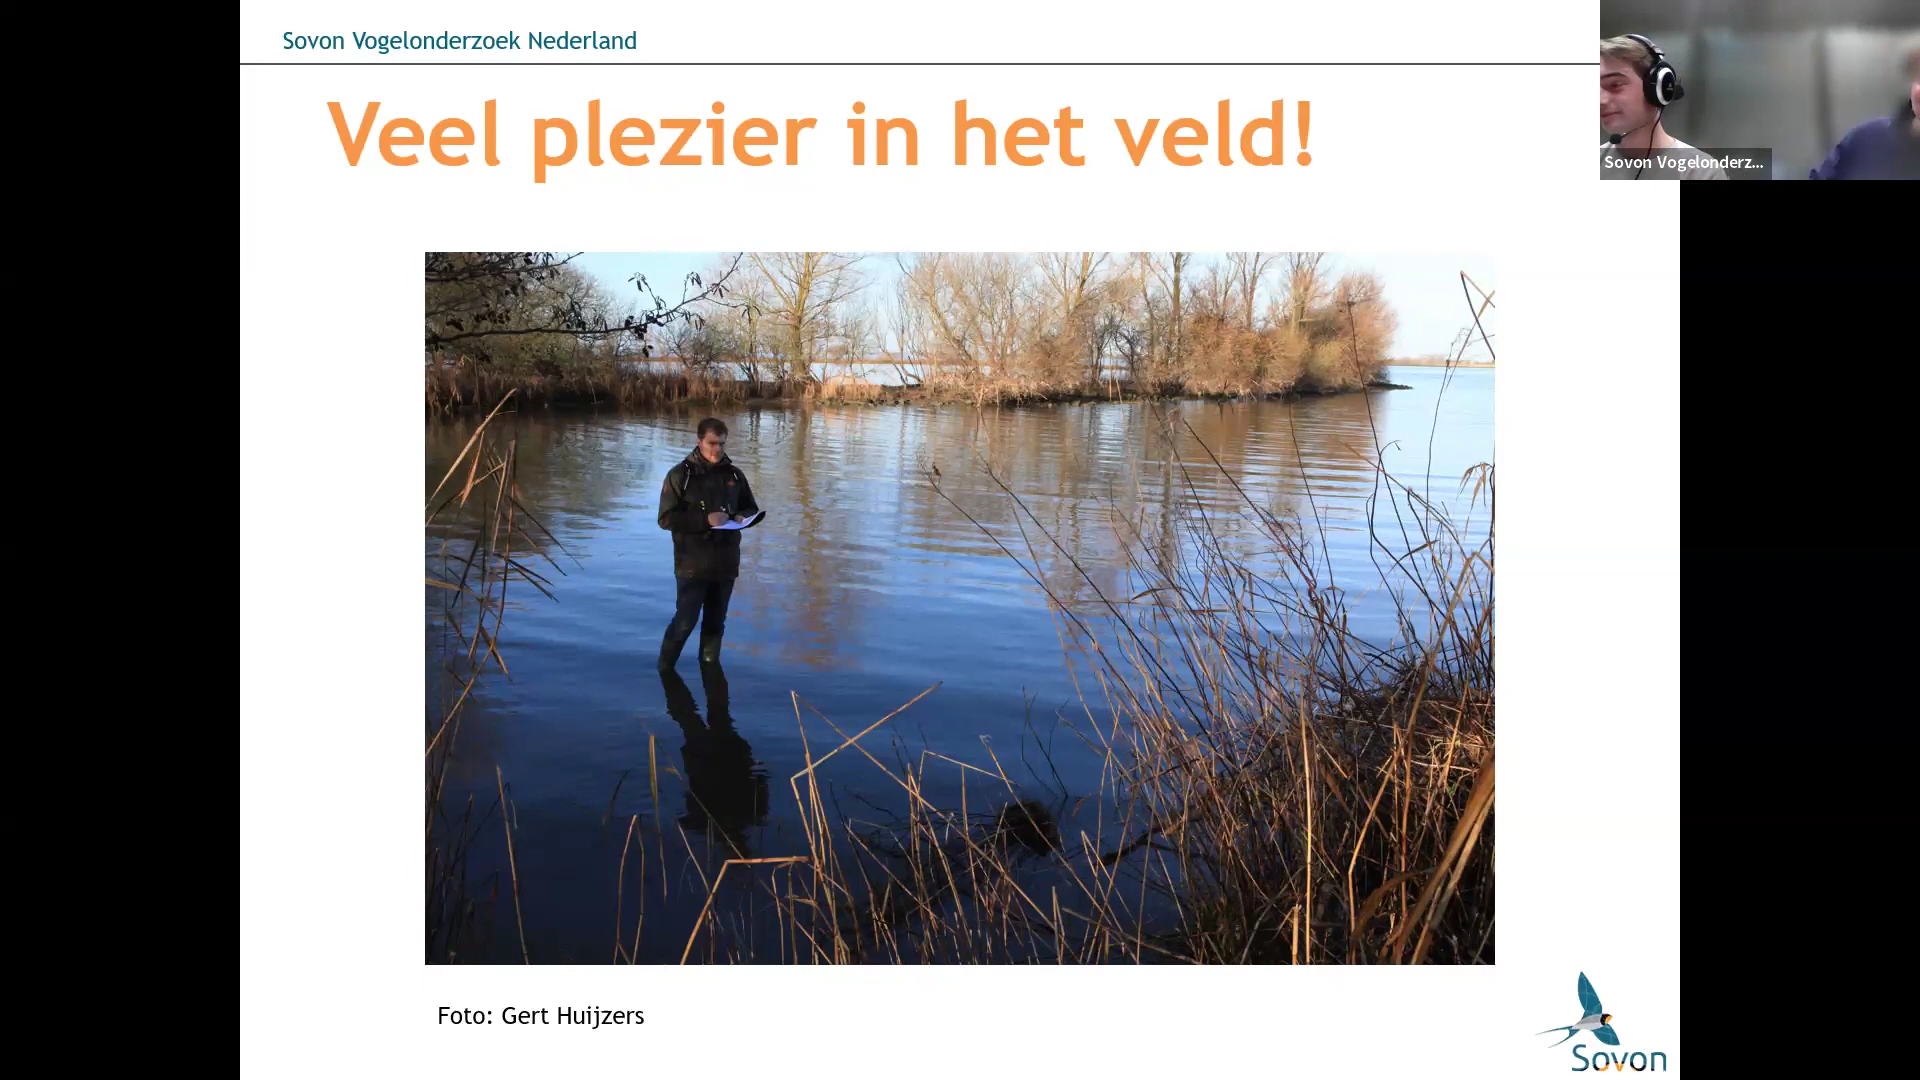 Sovon Vogelonderzoek Nederland
Veel plezier in het veld!
Sovon Vogelonderz...
Foto: Gert Huijzers
Sovon